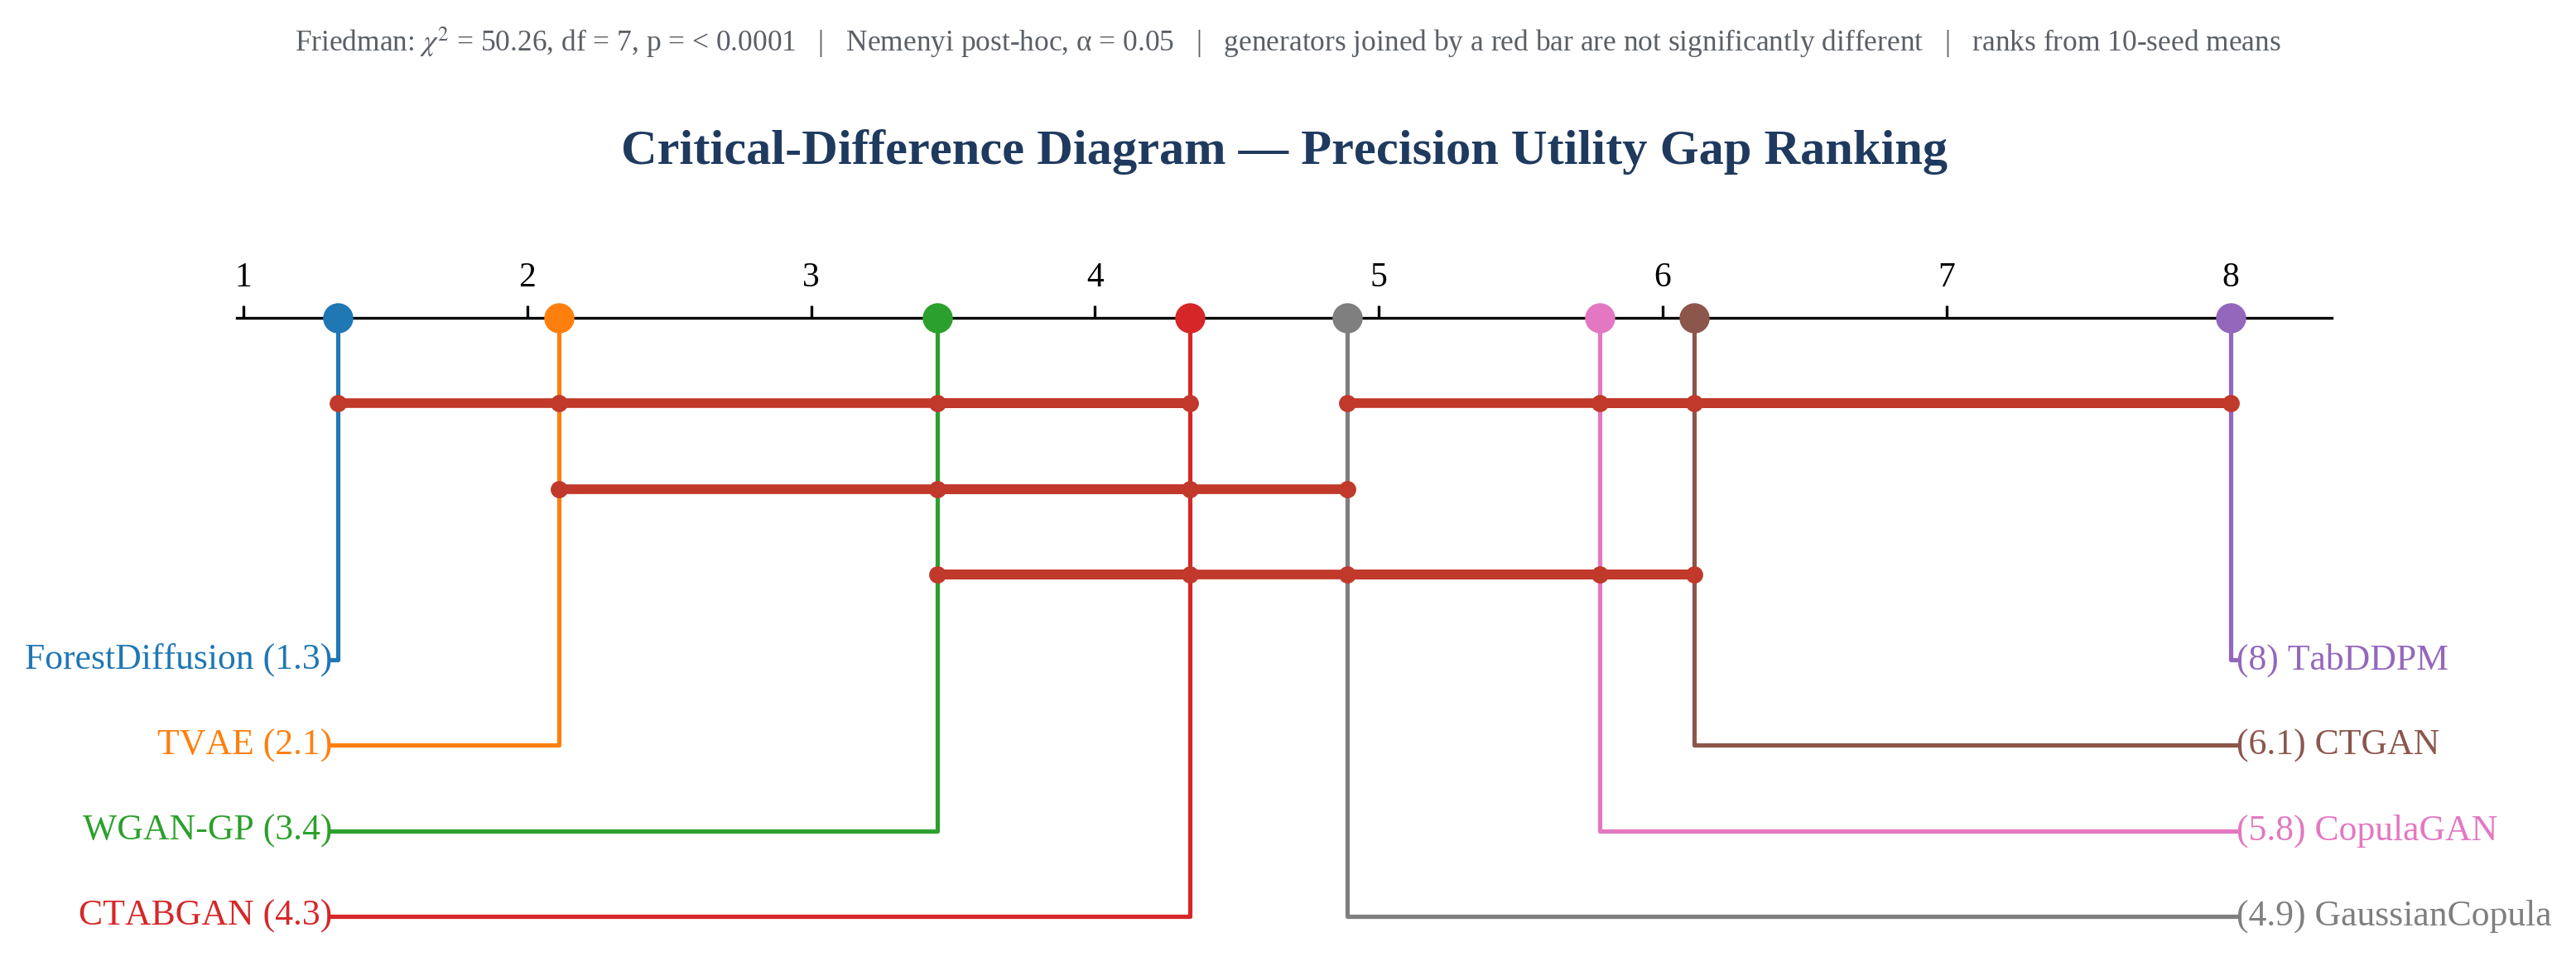 Friedman: χ² = 50.26, df = 7, p = < 0.0001 | Nemenyi post-hoc, α = 0.05 | generators joined by a red bar are not significantly different | ranks from 10-seed means
Critical-Difference Diagram — Precision Utility Gap Ranking
1 2 3 4 5 6 7 8
ForestDiffusion (1.3) (8) TabDDPM
TVAE (2.1) (6.1) CTGAN
WGAN-GP (3.4) (5.8) CopulaGAN
CTABGAN (4.3) (4.9) GaussianCopula